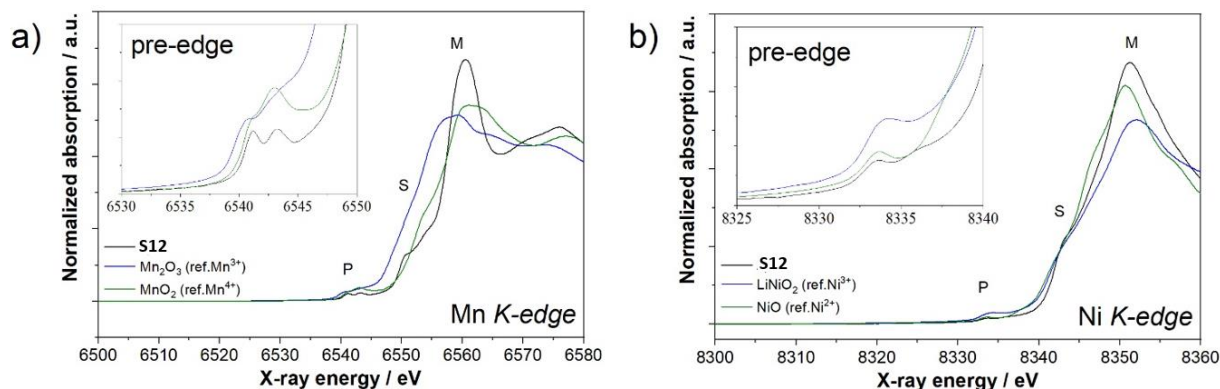 a)
pre-edge
6530 6535 6540 6545 6550
M
S
P
S12
Mn₂O₃ (ref.Mn³⁺)
MnO₂ (ref.Mn⁴⁺)
Mn K-edge
Normalized absorption / a.u.
6500 6510 6520 6530 6540 6550 6560 6570 6580
X-ray energy / eV
b)
pre-edge
8325 8330 8335 8340
M
S
P
S12
LiNiO₂ (ref.Ni³⁺)
NiO (ref.Ni²⁺)
Ni K-edge
Normalized absorption / a.u.
8300 8310 8320 8330 8340 8350 8360
X-ray energy / eV